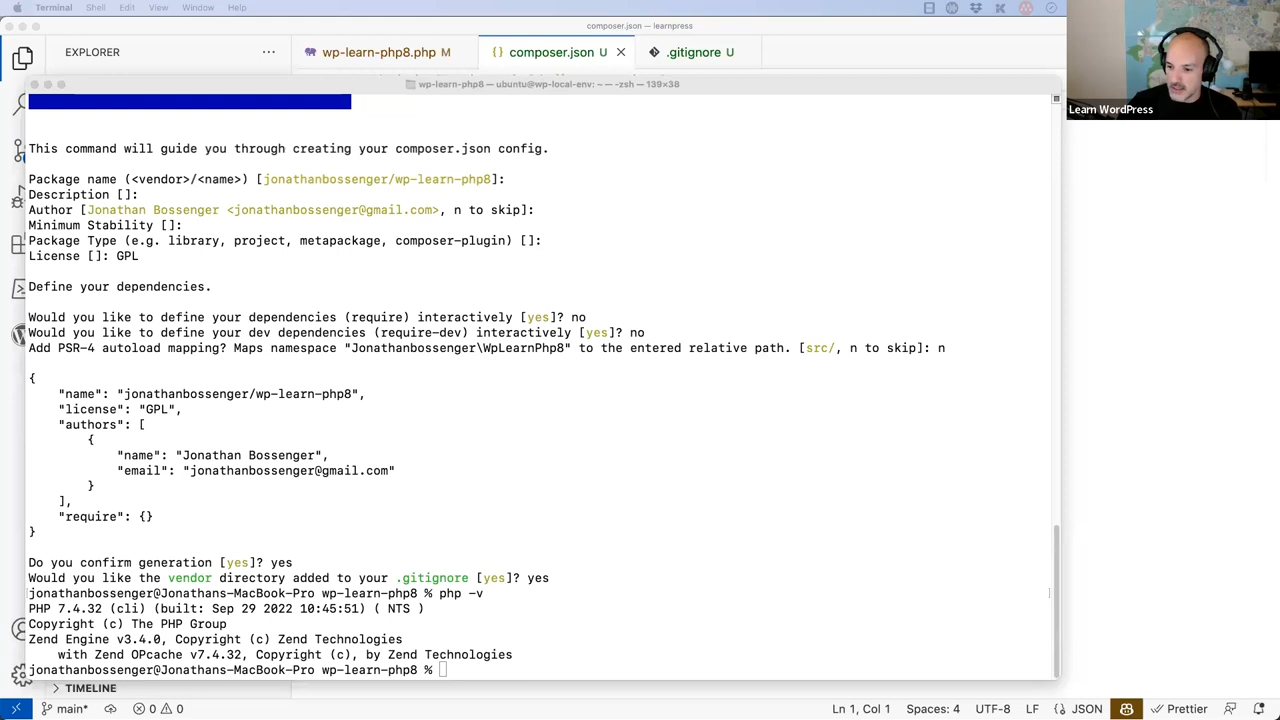 Terminal Shell Edit View Window Help
composer.json — learnpress
EXPLORER ···
wp-learn-php8.php M
{ } composer.json U
.gitignore U
wp-learn-php8 — ubuntu@wp-local-env: ~ — -zsh — 139×38
Learn WordPress
This command will guide you through creating your composer.json config.
Package name (<vendor>/<name>) [jonathanbossenger/wp-learn-php8]:
Description []:
Author [Jonathan Bossenger <jonathanbossenger@gmail.com>, n to skip]:
Minimum Stability []:
Package Type (e.g. library, project, metapackage, composer-plugin) []:
License []: GPL
Define your dependencies.
Would you like to define your dependencies (require) interactively [yes]? no
Would you like to define your dev dependencies (require-dev) interactively [yes]? no
Add PSR-4 autoload mapping? Maps namespace "Jonathanbossenger\WpLearnPhp8" to the entered relative path. [src/, n to skip]: n
{
"name": "jonathanbossenger/wp-learn-php8",
"license": "GPL",
"authors": [
{
"name": "Jonathan Bossenger",
"email": "jonathanbossenger@gmail.com"
}
],
"require": {}
}
Do you confirm generation [yes]? yes
Would you like the vendor directory added to your .gitignore [yes]? yes
jonathanbossenger@Jonathans-MacBook-Pro wp-learn-php8 % php -v
PHP 7.4.32 (cli) (built: Sep 29 2022 10:45:51) ( NTS )
Copyright (c) The PHP Group
Zend Engine v3.4.0, Copyright (c) Zend Technologies
with Zend OPcache v7.4.32, Copyright (c), by Zend Technologies
jonathanbossenger@Jonathans-MacBook-Pro wp-learn-php8 %
TIMELINE
main* 0 0 Ln 1, Col 1 Spaces: 4 UTF-8 LF { } JSON Prettier